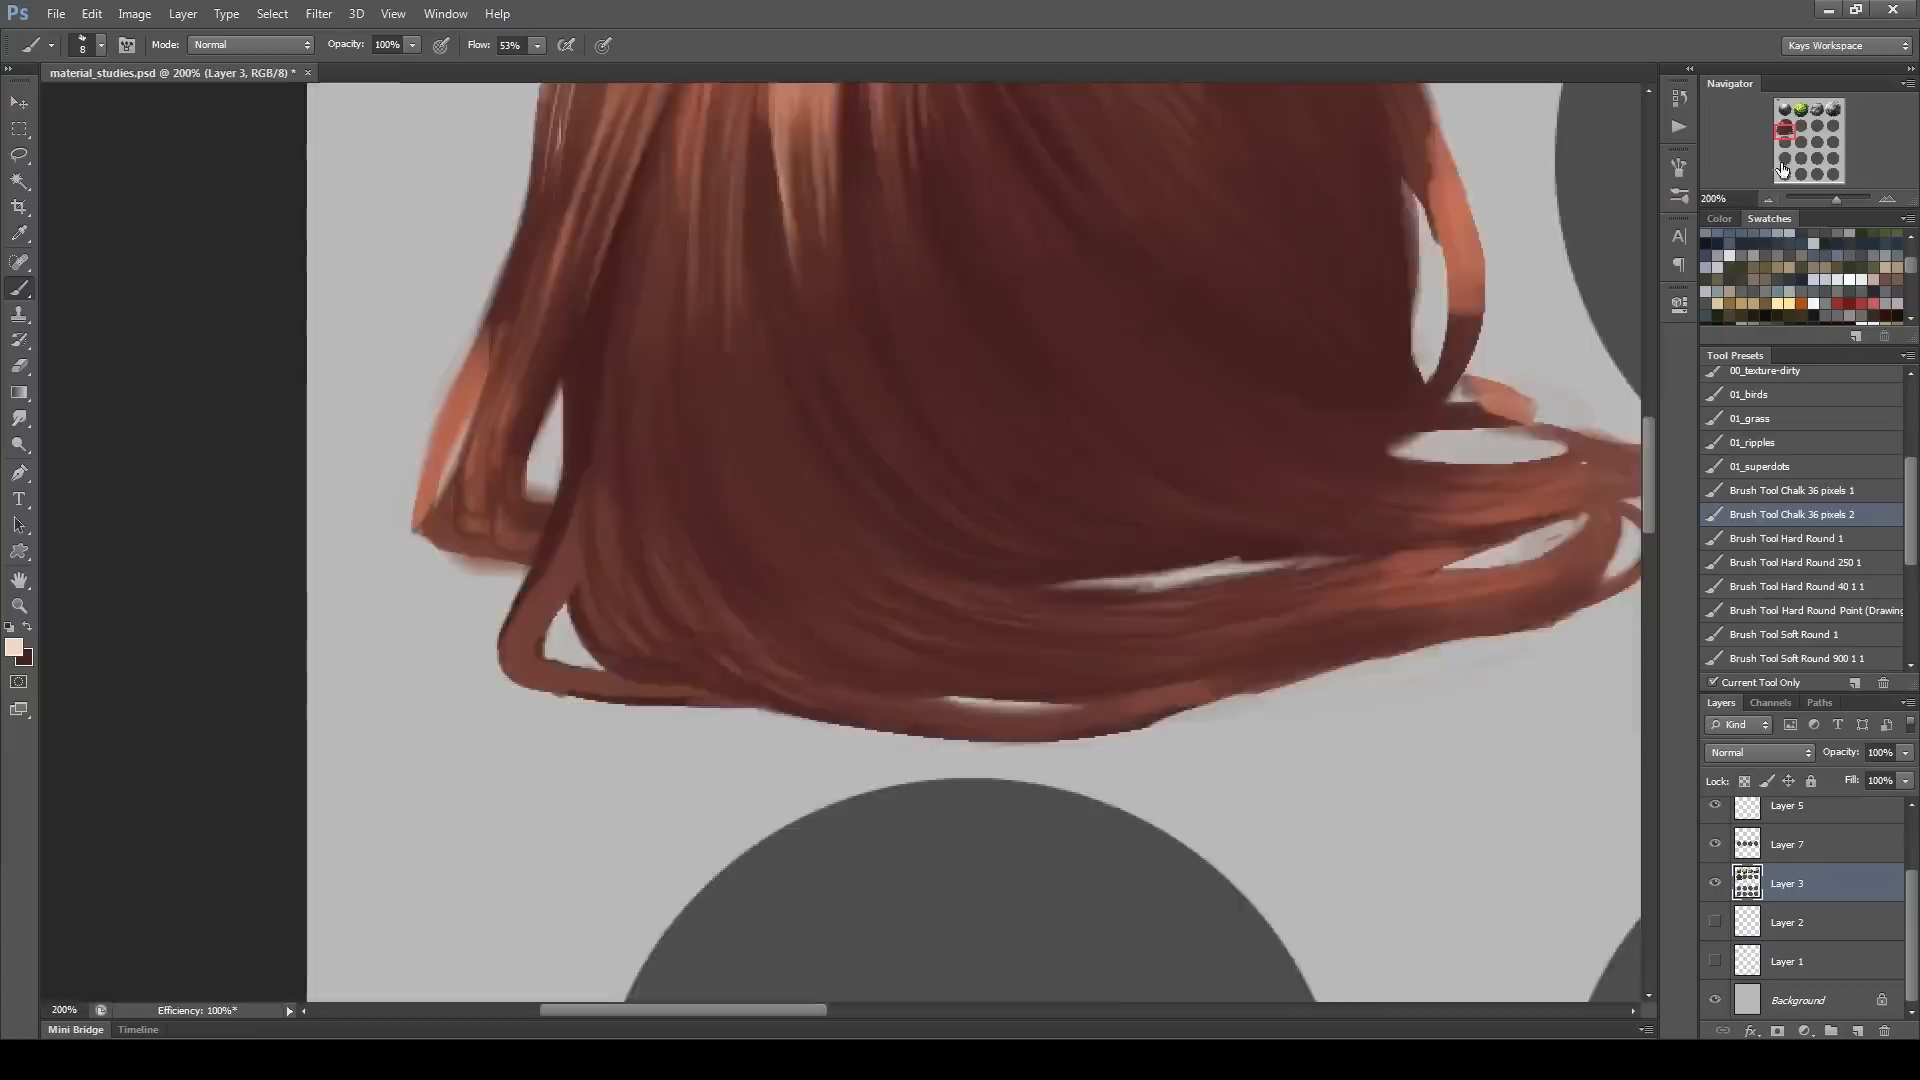 Ps File Edit Image Layer Type Select Filter 3D View Window Help
8 Mode: Normal Opacity: 100% Flow: 53% Kays Workspace
material_studies.psd @ 200% (Layer 3, RGB/8) * ×
Navigator
200%
Color Swatches
Tool Presets
00_texture-dirty
01_birds
01_grass
01_ripples
01_superdots
Brush Tool Chalk 36 pixels 1
Brush Tool Chalk 36 pixels 2
Brush Tool Hard Round 1
Brush Tool Hard Round 250 1
Brush Tool Hard Round 40 1 1
Brush Tool Hard Round Point (Drawing
Brush Tool Soft Round 1
Brush Tool Soft Round 900 1 1
Current Tool Only
Layers Channels Paths
Kind
Normal Opacity: 100%
Lock: Fill: 100%
Layer 5
Layer 7
Layer 3
Layer 2
Layer 1
Background
fx
200% Efficiency: 100%*
Mini Bridge Timeline